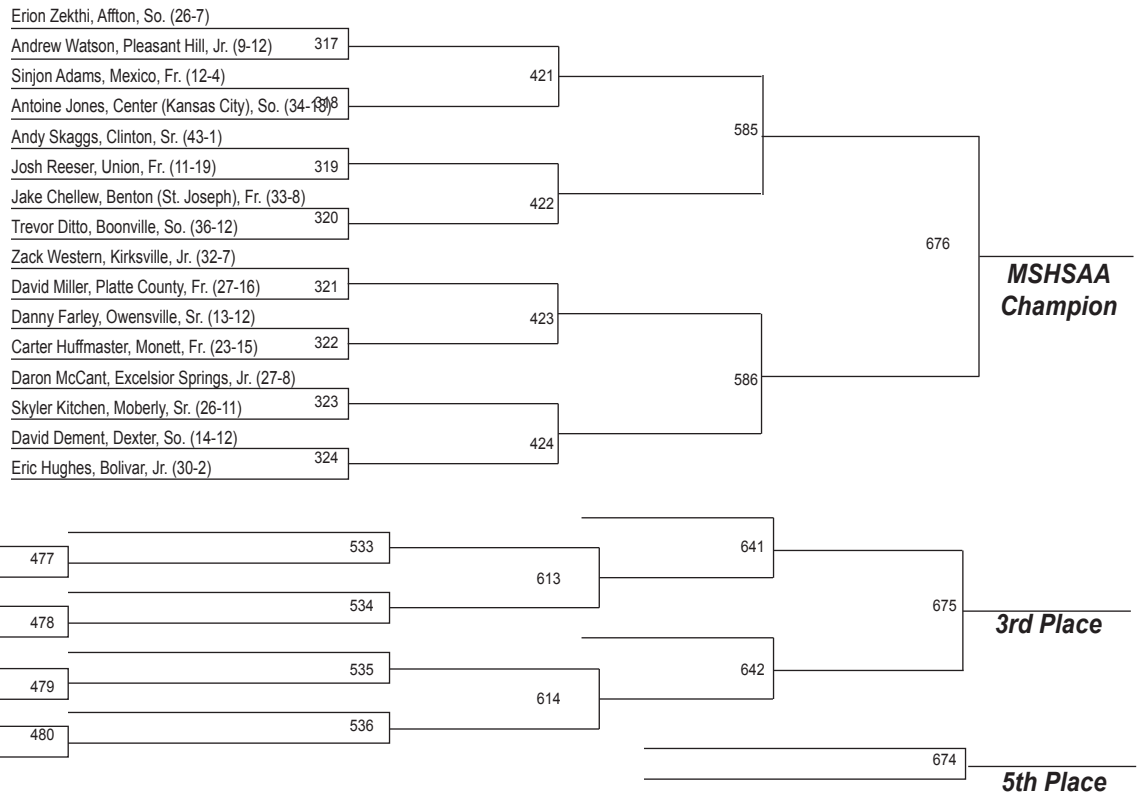 Erion Zekthi, Affton, So. (26-7)
Andrew Watson, Pleasant Hill, Jr. (9-12)
317
Sinjon Adams, Mexico, Fr. (12-4)
421
Antoine Jones, Center (Kansas City), So. (34-13)
318
Andy Skaggs, Clinton, Sr. (43-1)
585
Josh Reeser, Union, Fr. (11-19)
319
Jake Chellew, Benton (St. Joseph), Fr. (33-8)
422
Trevor Ditto, Boonville, So. (36-12)
320
Zack Western, Kirksville, Jr. (32-7)
676
David Miller, Platte County, Fr. (27-16)
321
MSHSAA
Champion
Danny Farley, Owensville, Sr. (13-12)
423
Carter Huffmaster, Monett, Fr. (23-15)
322
Daron McCant, Excelsior Springs, Jr. (27-8)
586
Skyler Kitchen, Moberly, Sr. (26-11)
323
David Dement, Dexter, So. (14-12)
424
Eric Hughes, Bolivar, Jr. (30-2)
324
477
533
641
613
478
534
675
3rd Place
479
535
642
614
480
536
674
5th Place